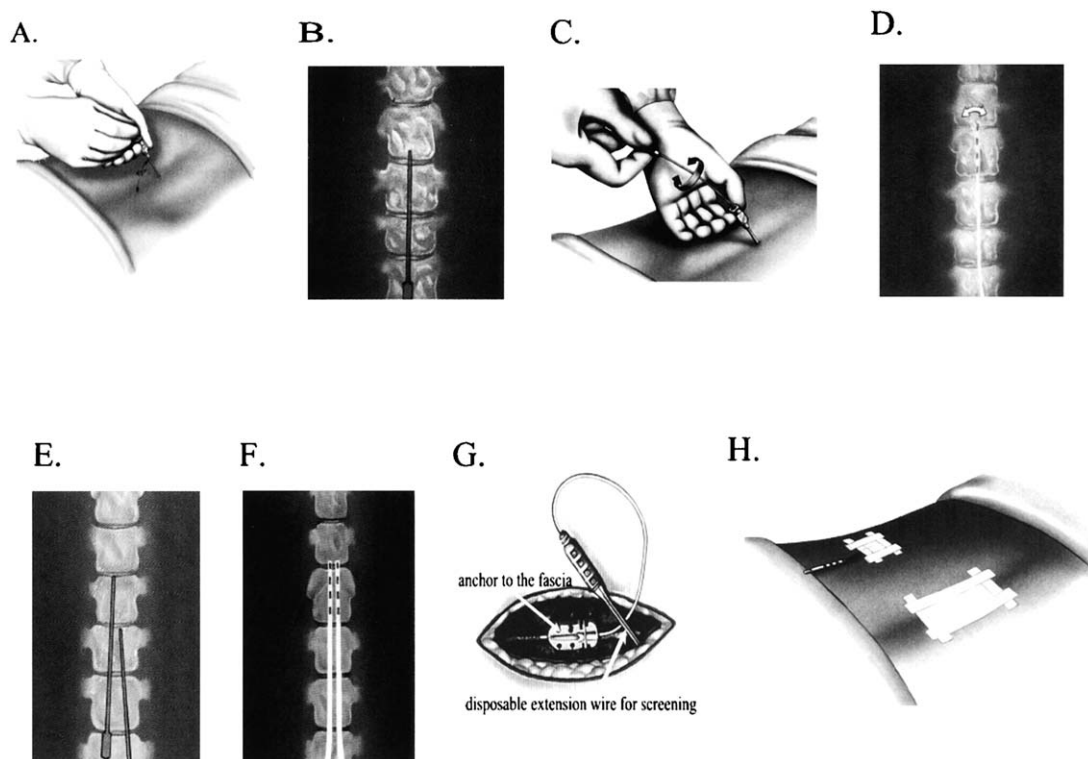 A.
B.
C.
D.
E.
F.
G.
H.
anchor to the fascia
disposable extension wire for screening